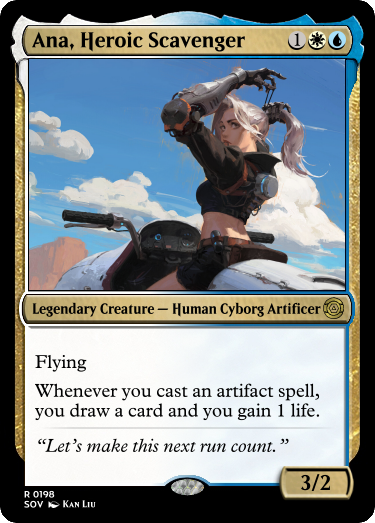 Ana, Heroic Scavenger 1
Legendary Creature — Human Cyborg Artificer
Flying
Whenever you cast an artifact spell,
you draw a card and you gain 1 life.
“Let’s make this next run count.”
3/2
R 0198
SOV Kan Liu